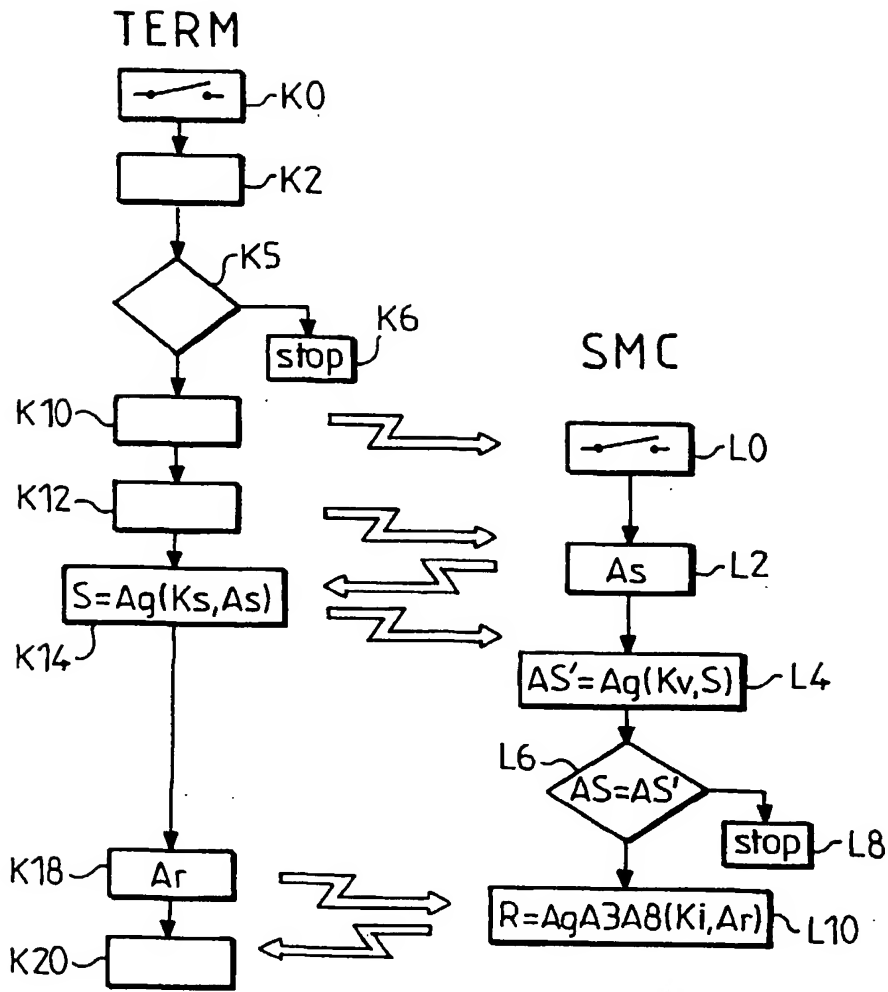 TERM
K0
K2
K5
K6
stop
SMC
K10
L0
K12
As
L2
S=Ag(Ks,As)
K14
AS'=Ag(Kv,S)
L4
L6
AS=AS'
stop
L8
K18
Ar
R=AgA3A8(Ki,Ar)
L10
K20